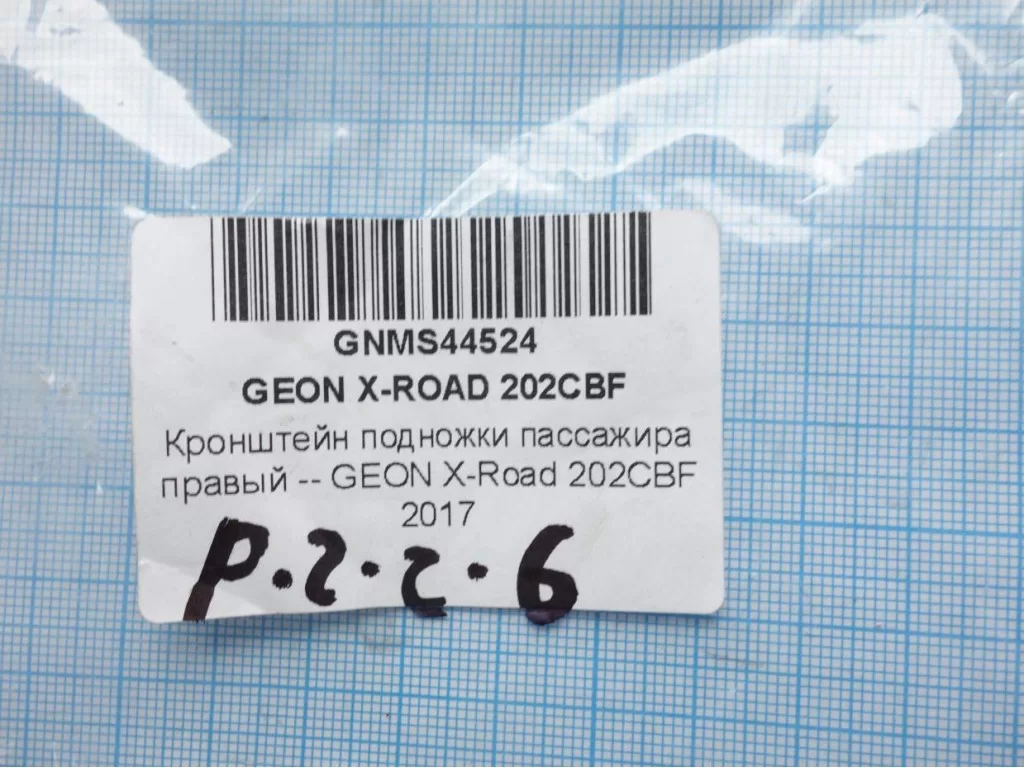 GNMS44524
GEON X-ROAD 202CBF
Кронштейн подножки пассажира
правый -- GEON X-Road 202CBF
2017
P.2.2.6